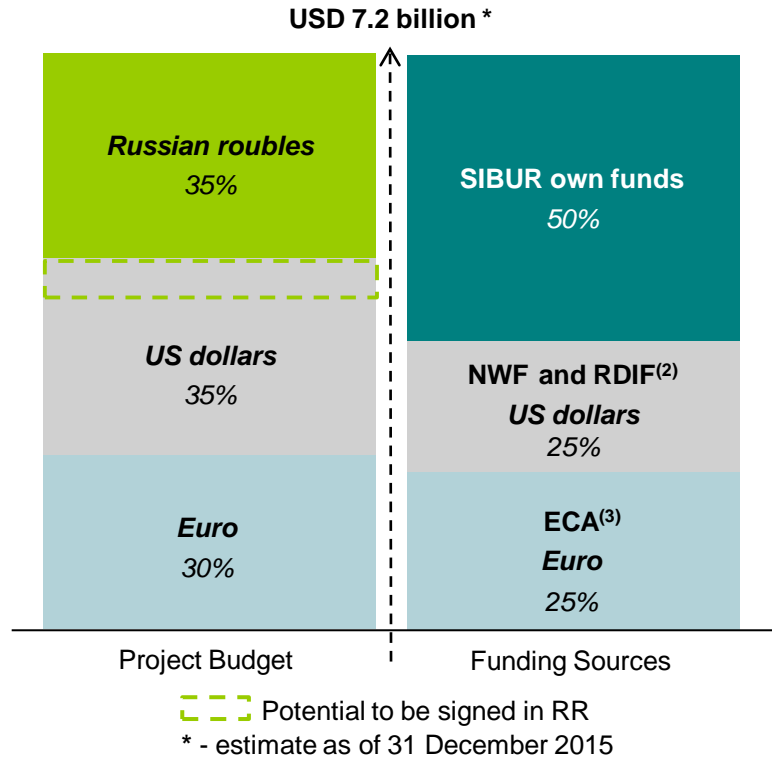 USD 7.2 billion *
Russian roubles
35%
US dollars
35%
Euro
30%
SIBUR own funds
50%
NWF and RDIF(2)
US dollars
25%
ECA(3)
Euro
25%
Project Budget
Funding Sources
Potential to be signed in RR
* - estimate as of 31 December 2015